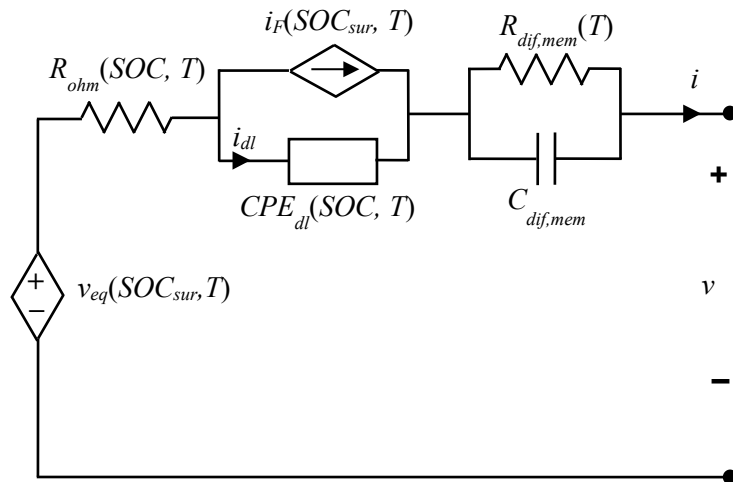 i_F(SOC_sur, T)
R_dif,mem(T)
R_ohm(SOC, T)
i
i_dl
+
CPE_dl(SOC, T)
C_dif,mem
+
−
v_eq(SOC_sur,T)
v
−